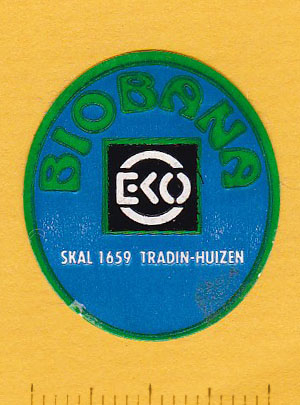 BIOBANA
EKO
SKAL 1659 TRADIN-HUIZEN